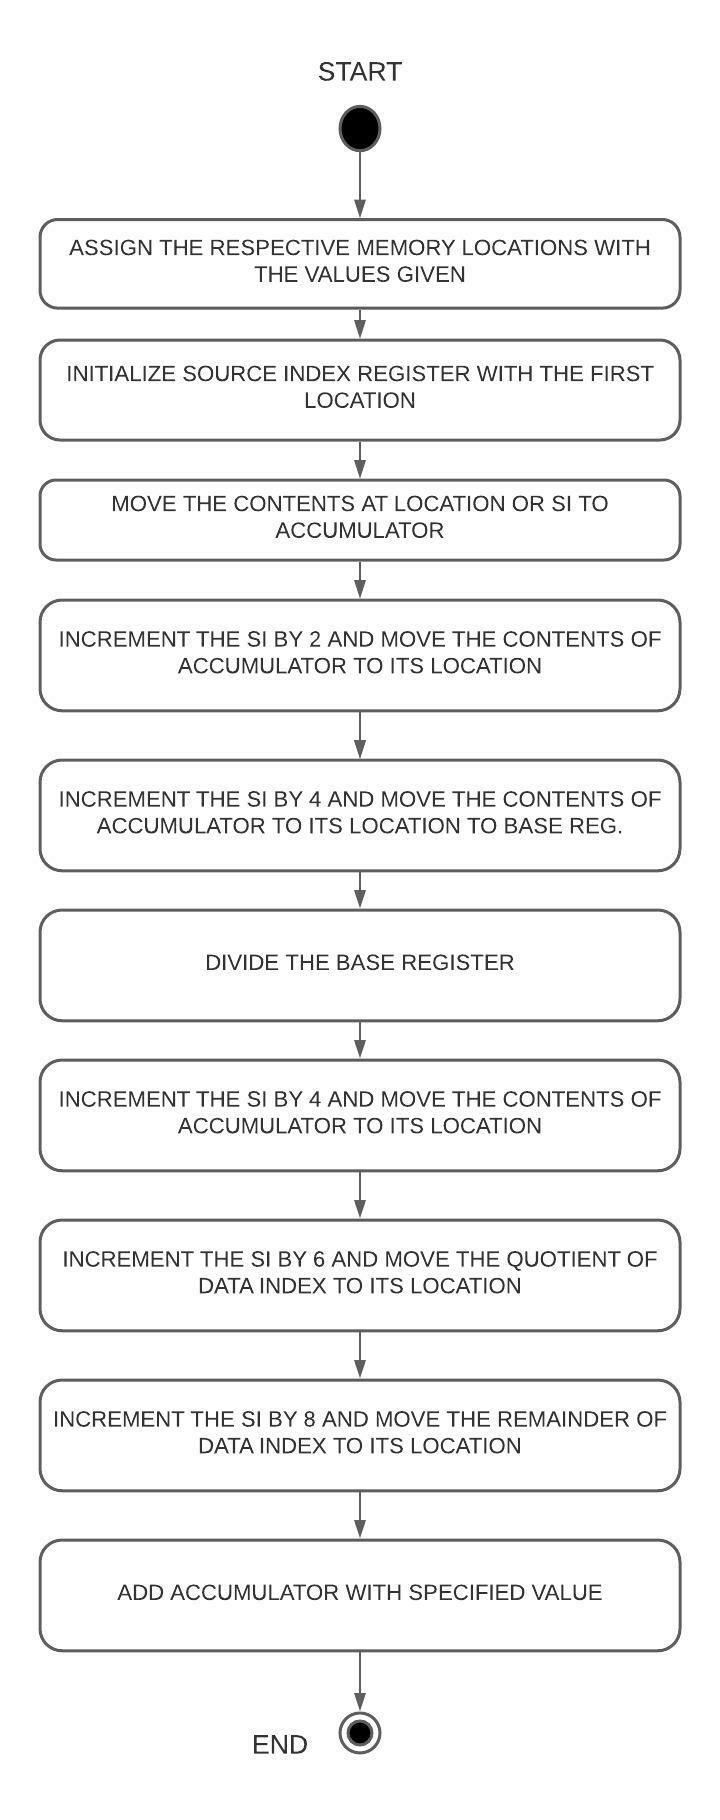 START
ASSIGN THE RESPECTIVE MEMORY LOCATIONS WITH
THE VALUES GIVEN
INITIALIZE SOURCE INDEX REGISTER WITH THE FIRST
LOCATION
MOVE THE CONTENTS AT LOCATION OR SI TO
ACCUMULATOR
INCREMENT THE SI BY 2 AND MOVE THE CONTENTS OF
ACCUMULATOR TO ITS LOCATION
INCREMENT THE SI BY 4 AND MOVE THE CONTENTS OF
ACCUMULATOR TO ITS LOCATION TO BASE REG.
DIVIDE THE BASE REGISTER
INCREMENT THE SI BY 4 AND MOVE THE CONTENTS OF
ACCUMULATOR TO ITS LOCATION
INCREMENT THE SI BY 6 AND MOVE THE QUOTIENT OF
DATA INDEX TO ITS LOCATION
INCREMENT THE SI BY 8 AND MOVE THE REMAINDER OF
DATA INDEX TO ITS LOCATION
ADD ACCUMULATOR WITH SPECIFIED VALUE
END